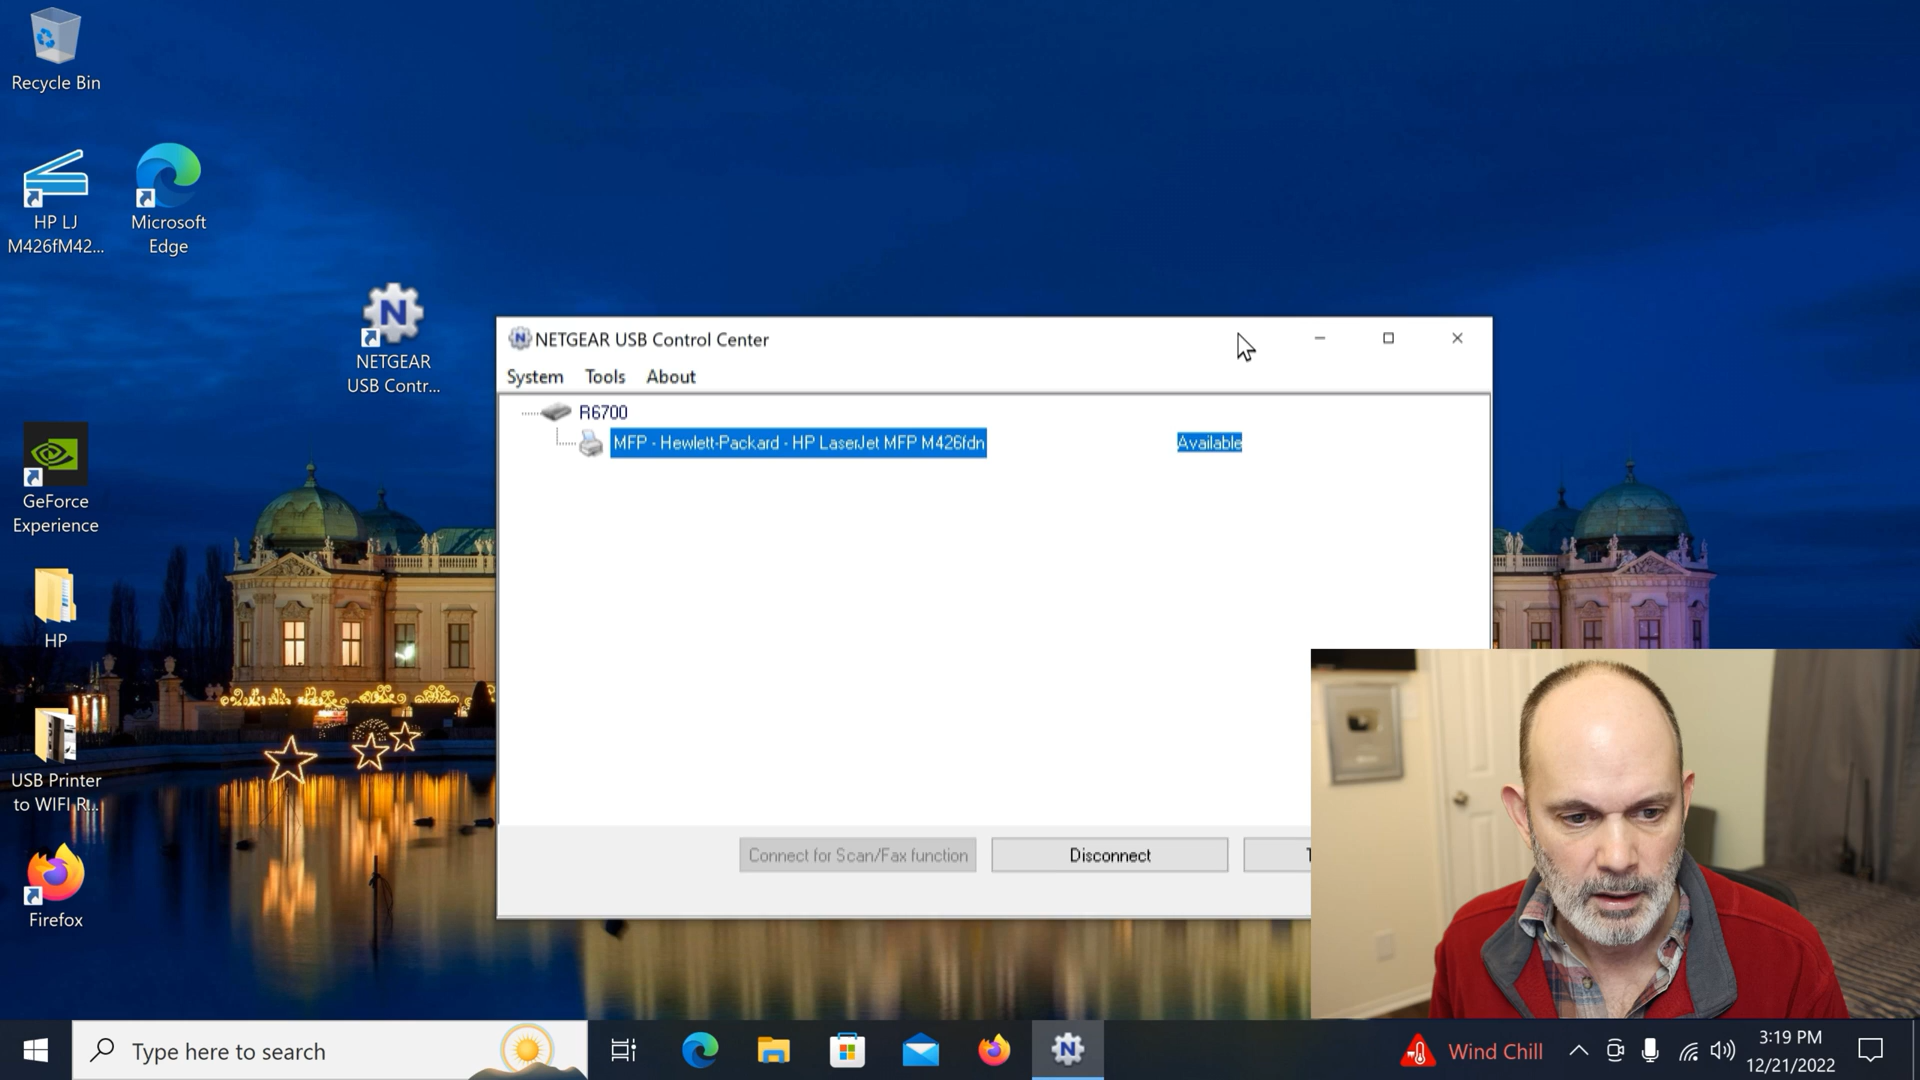 Recycle Bin
HP LJ
M426fM42...
Microsoft
Edge
N
NETGEAR
USB Contr...
GeForce
Experience
HP
USB Printer
to WIFI R...
Firefox
N NETGEAR USB Control Center
System Tools About
R6700
MFP - Hewlett-Packard - HP LaserJet MFP M426fdn Available
Connect for Scan/Fax function Disconnect
Type here to search
N
Wind Chill
3:19 PM
12/21/2022